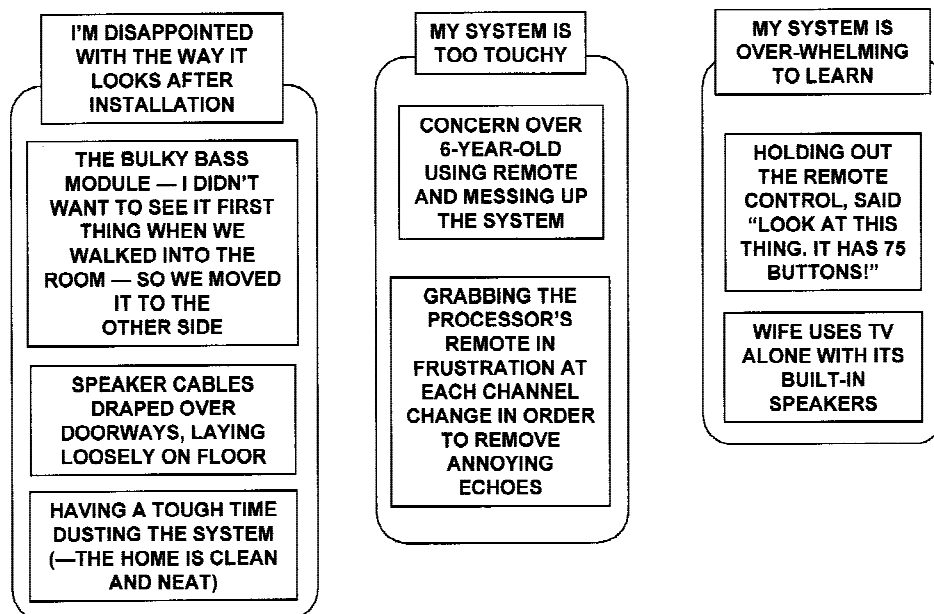 I'M DISAPPOINTED
WITH THE WAY IT
LOOKS AFTER
INSTALLATION
THE BULKY BASS
MODULE — I DIDN'T
WANT TO SEE IT FIRST
THING WHEN WE
WALKED INTO THE
ROOM — SO WE MOVED
IT TO THE
OTHER SIDE
SPEAKER CABLES
DRAPED OVER
DOORWAYS, LAYING
LOOSELY ON FLOOR
HAVING A TOUGH TIME
DUSTING THE SYSTEM
(—THE HOME IS CLEAN
AND NEAT)
MY SYSTEM IS
TOO TOUCHY
CONCERN OVER
6-YEAR-OLD
USING REMOTE
AND MESSING UP
THE SYSTEM
GRABBING THE
PROCESSOR'S
REMOTE IN
FRUSTRATION AT
EACH CHANNEL
CHANGE IN ORDER
TO REMOVE
ANNOYING
ECHOES
MY SYSTEM IS
OVER-WHELMING
TO LEARN
HOLDING OUT
THE REMOTE
CONTROL, SAID
“LOOK AT THIS
THING. IT HAS 75
BUTTONS!”
WIFE USES TV
ALONE WITH ITS
BUILT-IN
SPEAKERS